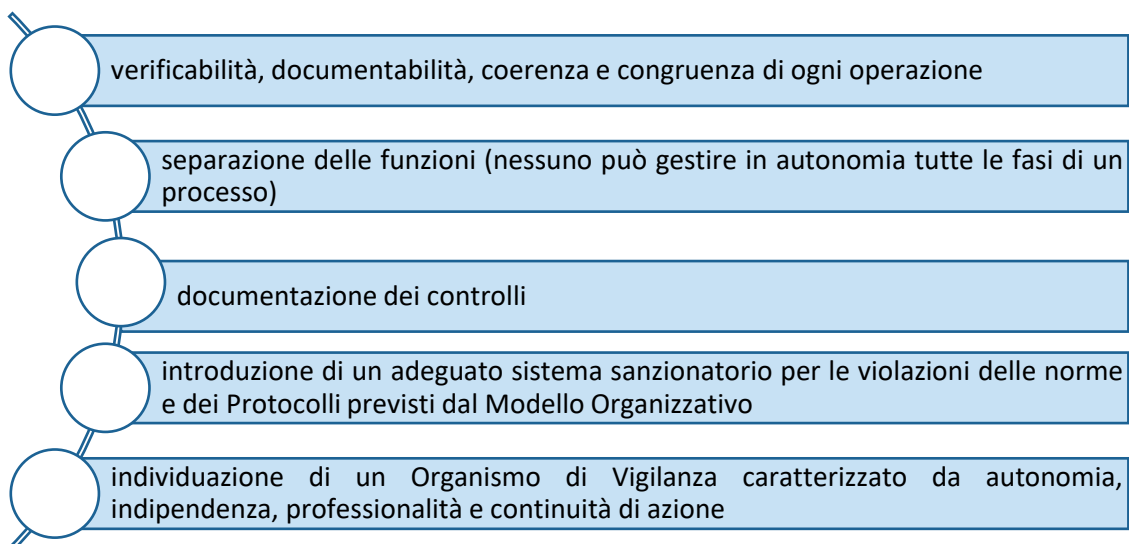 verificabilità, documentabilità, coerenza e congruenza di ogni operazione
separazione delle funzioni (nessuno può gestire in autonomia tutte le fasi di un
processo)
documentazione dei controlli
introduzione di un adeguato sistema sanzionatorio per le violazioni delle norme
e dei Protocolli previsti dal Modello Organizzativo
individuazione di un Organismo di Vigilanza caratterizzato da autonomia,
indipendenza, professionalità e continuità di azione